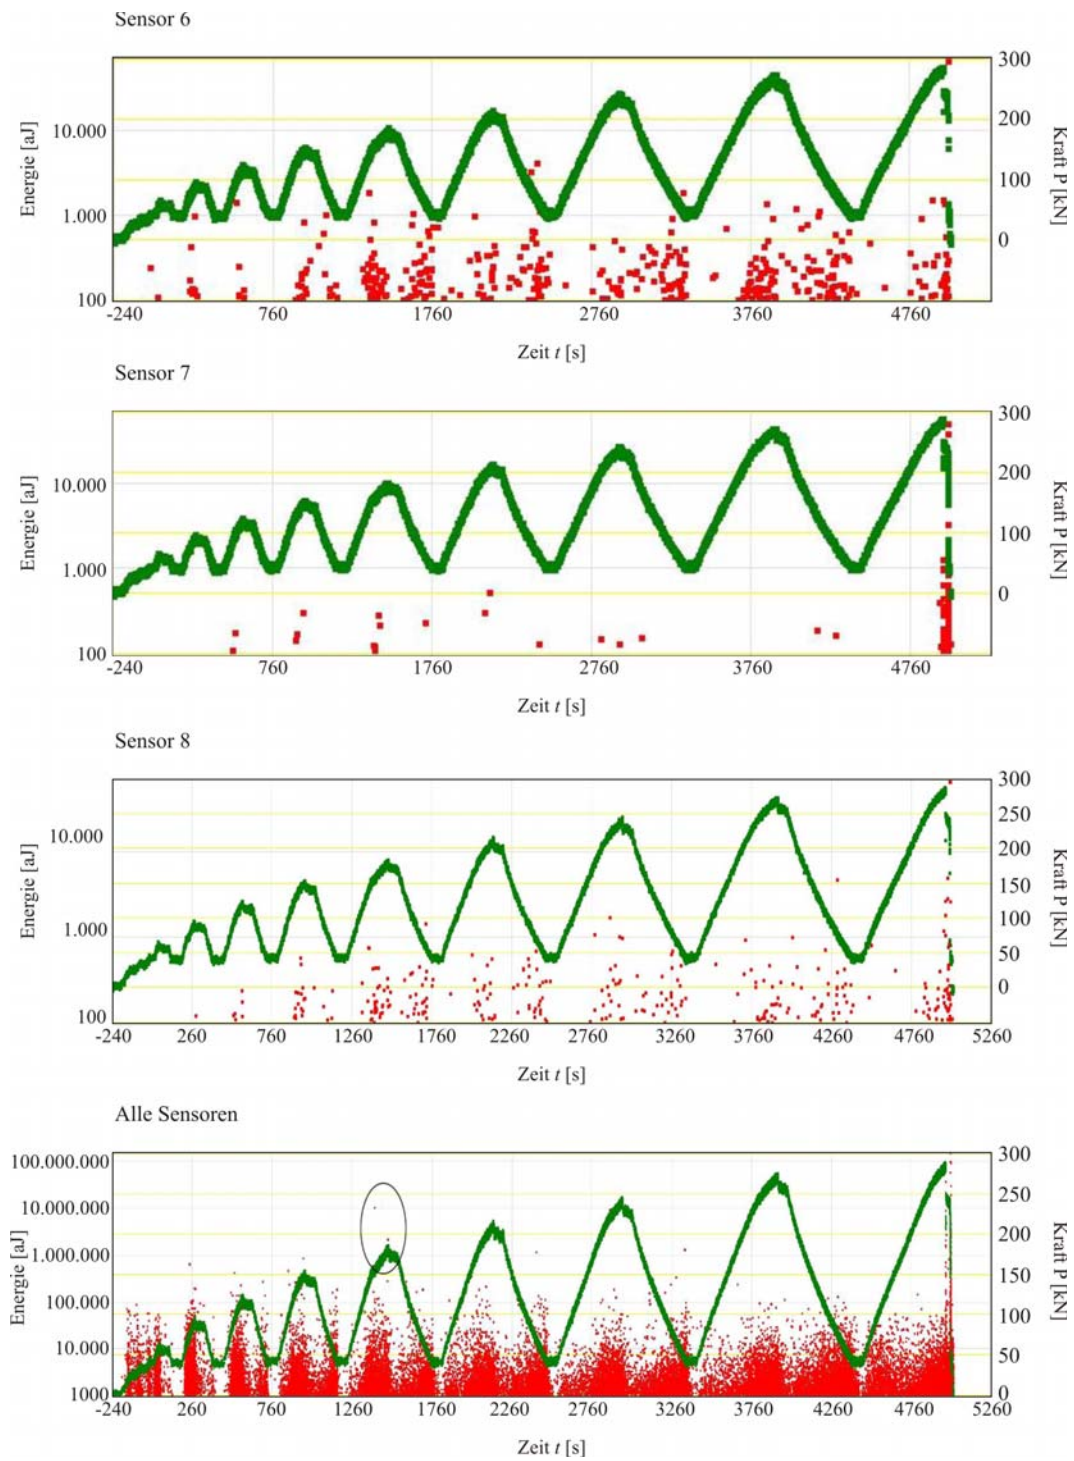 Sensor 6
Energie [aJ]
10.000
1.000
100
300
200
100
0
Kraft P [kN]
-240 760 1760 2760 3760 4760
Zeit t [s]
Sensor 7
Energie [aJ]
10.000
1.000
100
300
200
100
0
Kraft P [kN]
-240 760 1760 2760 3760 4760
Zeit t [s]
Sensor 8
Energie [aJ]
10.000
1.000
100
300
250
200
150
100
50
0
Kraft P [kN]
-240 260 760 1260 1760 2260 2760 3260 3760 4260 4760 5260
Zeit t [s]
Alle Sensoren
Energie [aJ]
100.000.000
10.000.000
1.000.000
100.000
10.000
1000
300
250
200
150
100
50
0
Kraft P [kN]
-240 260 760 1260 1760 2260 2760 3260 3760 4260 4760 5260
Zeit t [s]